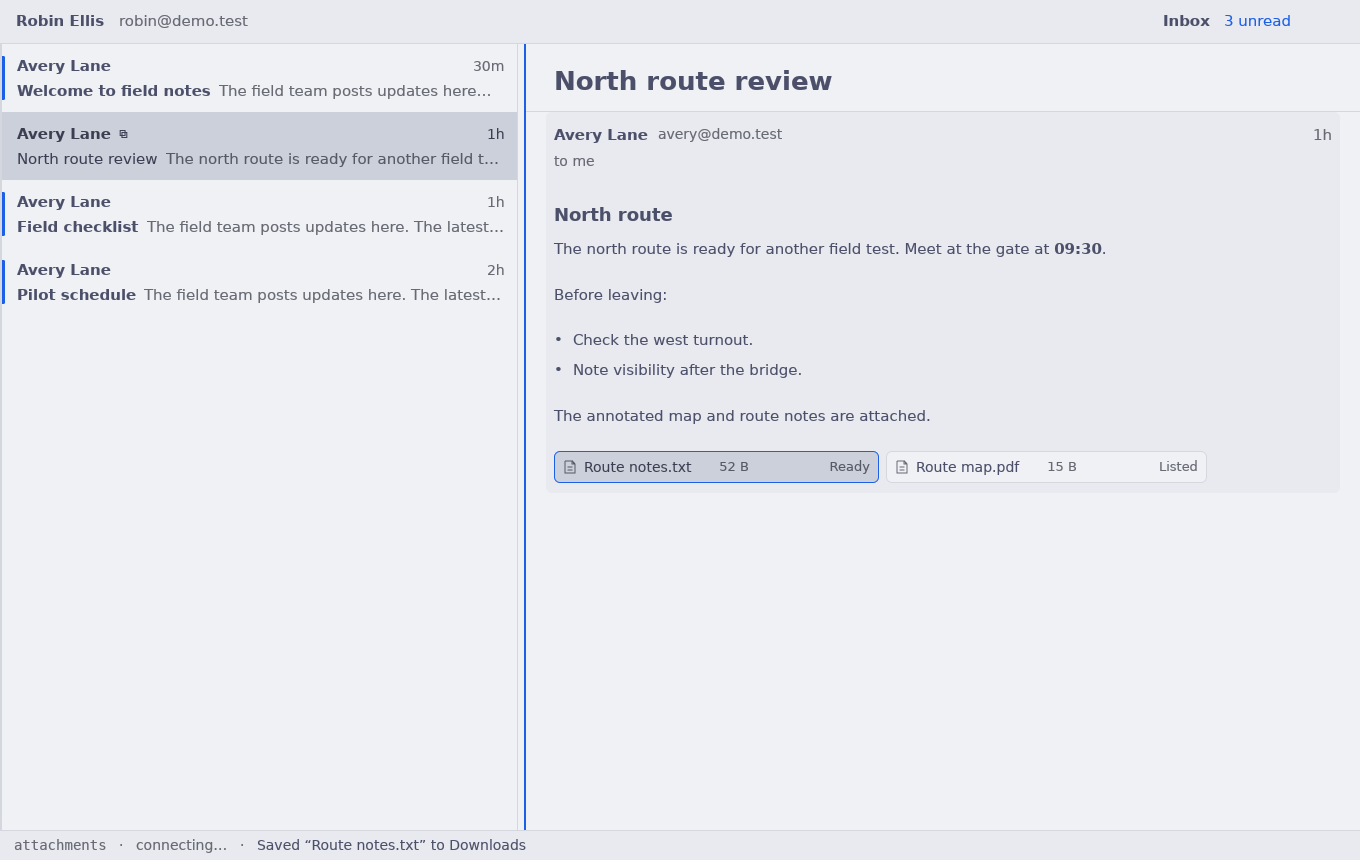 Robin Ellis robin@demo.test
Inbox 3 unread
Avery Lane 30m
Welcome to field notes The field team posts updates here…
Avery Lane 1h
North route review The north route is ready for another field t…
Avery Lane 1h
Field checklist The field team posts updates here. The latest…
Avery Lane 2h
Pilot schedule The field team posts updates here. The latest…
North route review
Avery Lane avery@demo.test 1h
to me
North route
The north route is ready for another field test. Meet at the gate at 09:30.
Before leaving:
• Check the west turnout.
• Note visibility after the bridge.
The annotated map and route notes are attached.
Route notes.txt 52 B Ready
Route map.pdf 15 B Listed
attachments · connecting… · Saved “Route notes.txt” to Downloads